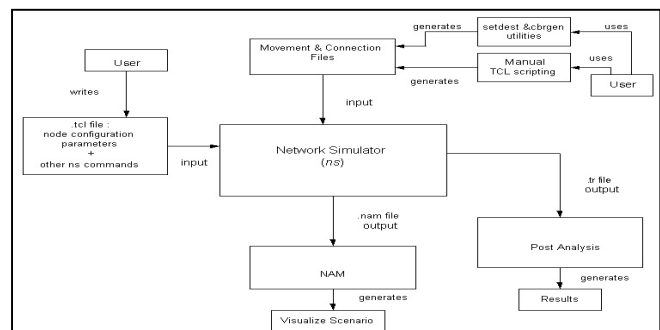 User
writes
.tcl file :
node configuration
parameters
+
other ns commands
input
generates
setdest &cbrgen
utilities
uses
Movement & Connection
Files
generates
Manual
TCL scripting
uses
User
input
Network Simulator
(ns)
.nam file
output
.tr file
output
NAM
generates
Visualize Scenario
Post Analysis
generates
Results